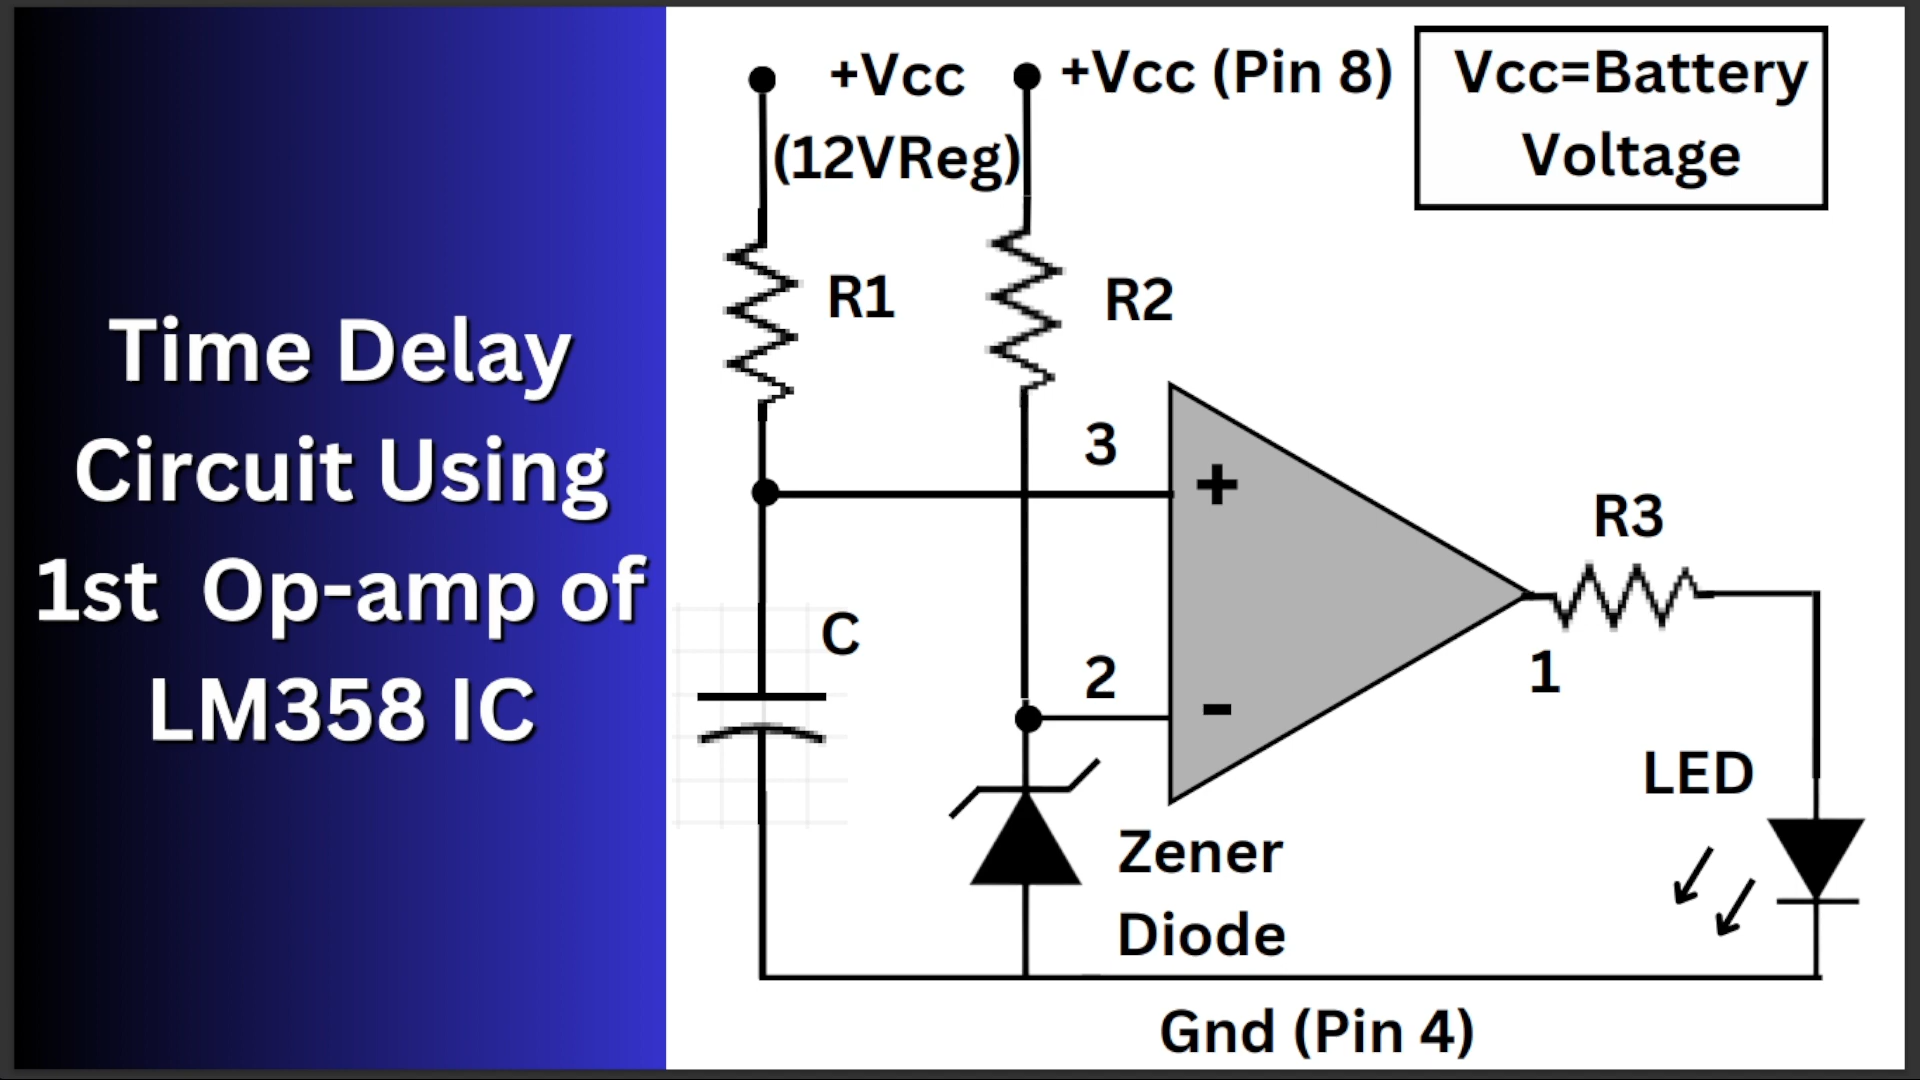 Time Delay
Circuit Using
1st Op-amp of
LM358 IC
+Vcc
(12VReg)
+Vcc (Pin 8)
Vcc=Battery
Voltage
R1
R2
3
+
R3
C
2
-
1
LED
Zener
Diode
Gnd (Pin 4)